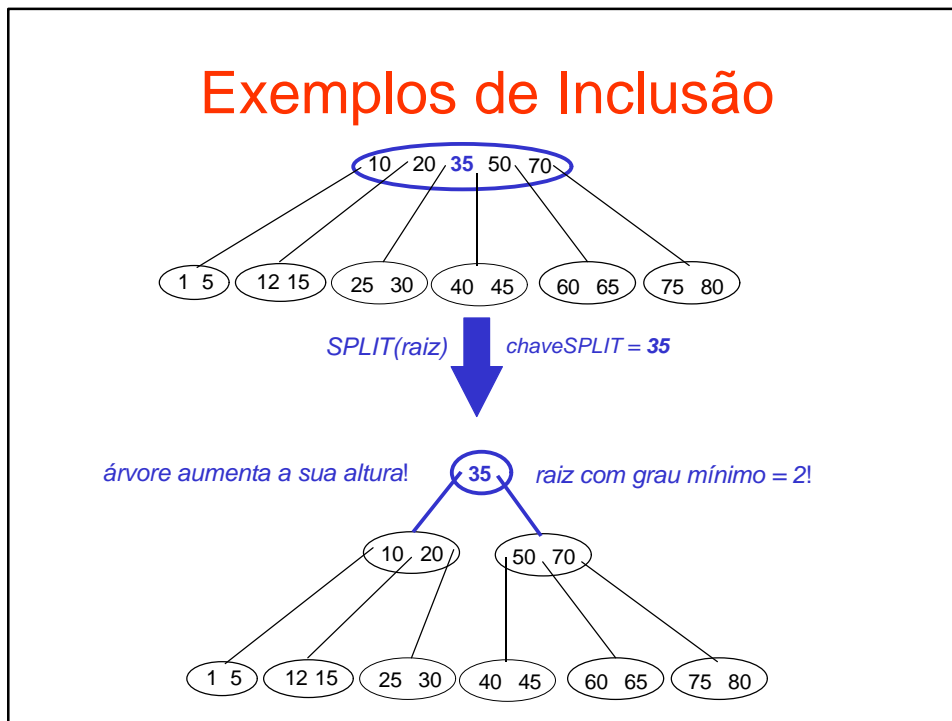 Exemplos de Inclusão
10 20 35 50 70
1 5 12 15 25 30 40 45 60 65 75 80
SPLIT(raiz) chaveSPLIT = 35
árvore aumenta a sua altura! 35 raiz com grau mínimo = 2!
10 20 50 70
1 5 12 15 25 30 40 45 60 65 75 80